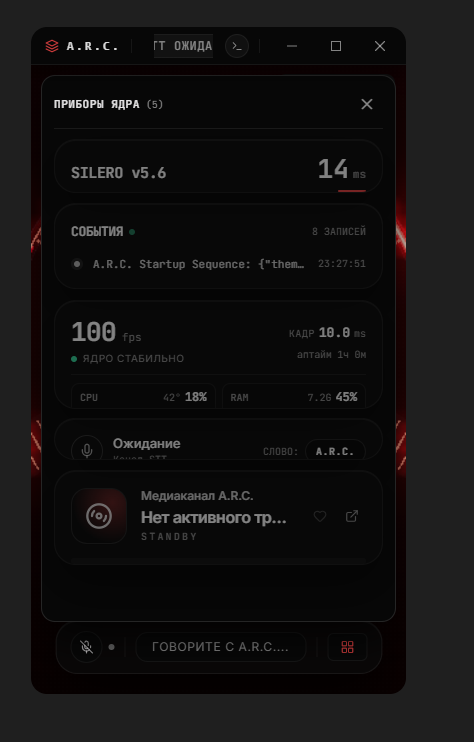 A.R.C.
ТТ ОЖИДА
ПРИБОРЫ ЯДРА (5)
SILERO v5.6
14 ms
СОБЫТИЯ
8 ЗАПИСЕЙ
A.R.C. Startup Sequence: {"them…
23:27:51
100 fps
КАДР 10.0 ms
ЯДРО СТАБИЛЬНО
аптайм 1ч 0м
CPU 42° 18%
RAM 7.2G 45%
Ожидание
СЛОВО: A.R.C.
Канал STT
Медиаканал A.R.C.
Нет активного тр...
STANDBY
ГОВОРИТЕ С A.R.C....